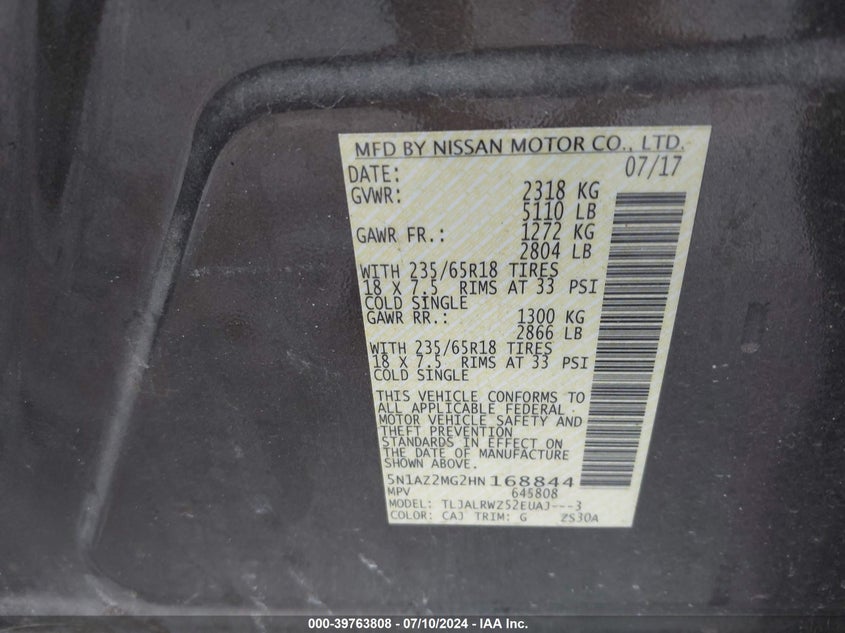 MFD BY NISSAN MOTOR CO., LTD.
DATE: 07/17
GVWR: 2318 KG
5110 LB
GAWR FR.: 1272 KG
2804 LB
WITH 235/65R18 TIRES
18 X 7.5 RIMS AT 33 PSI
COLD SINGLE
GAWR RR.: 1300 KG
2866 LB
WITH 235/65R18 TIRES
18 X 7.5 RIMS AT 33 PSI
COLD SINGLE
THIS VEHICLE CONFORMS TO
ALL APPLICABLE FEDERAL
MOTOR VEHICLE SAFETY AND
THEFT PREVENTION
STANDARDS IN EFFECT ON
THE DATE OF MANUFACTURE
SHOWN ABOVE.
5N1AZ2MG2HN168844
MPV 645808
MODEL: TLJALRWZ52EUAJ---3
COLOR: CAJ TRIM: G ZS30A
000-39763808 - 07/10/2024 - IAA Inc.